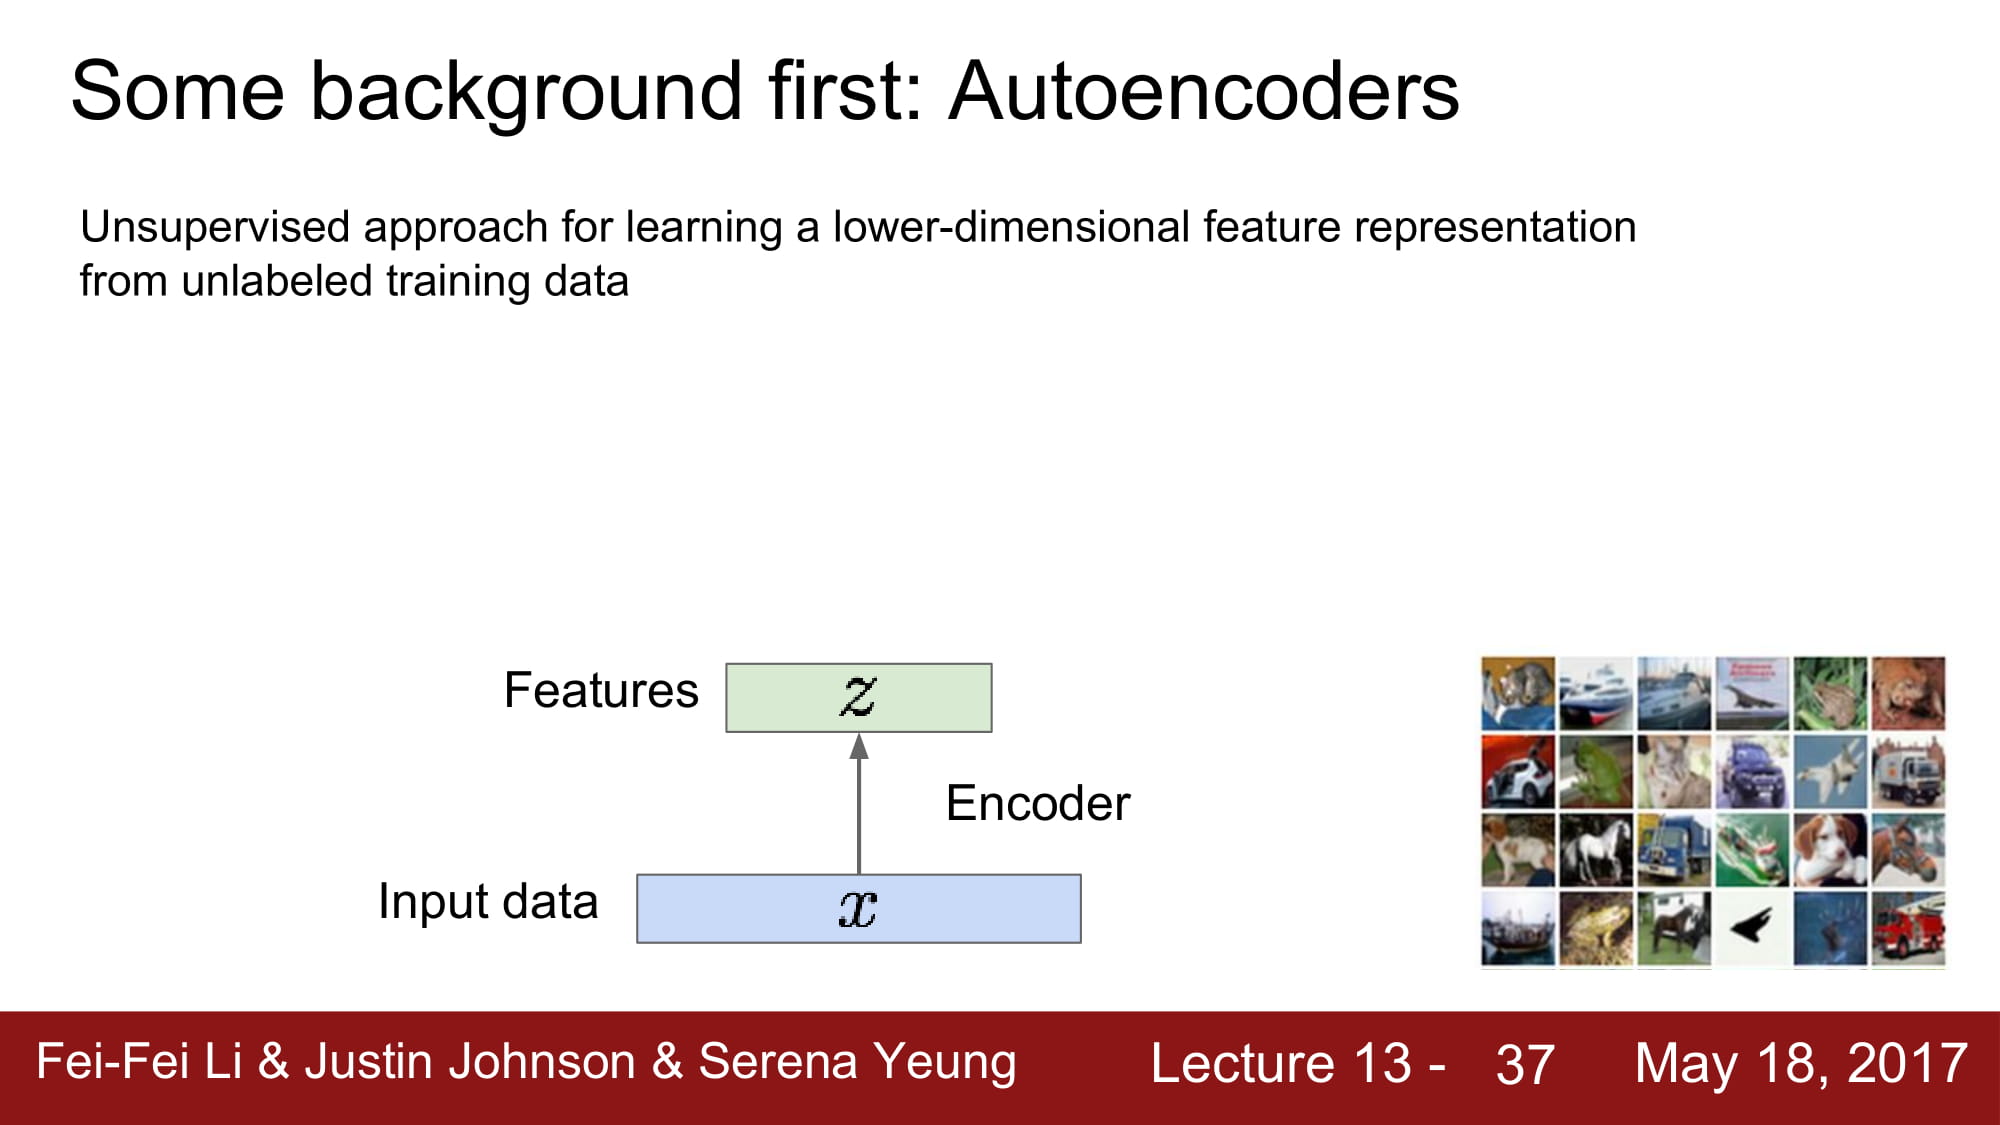 Some background first: Autoencoders
Unsupervised approach for learning a lower-dimensional feature representation
from unlabeled training data
Features
z
Encoder
Input data
x
Fei-Fei Li & Justin Johnson & Serena Yeung
Lecture 13 - 37
May 18, 2017